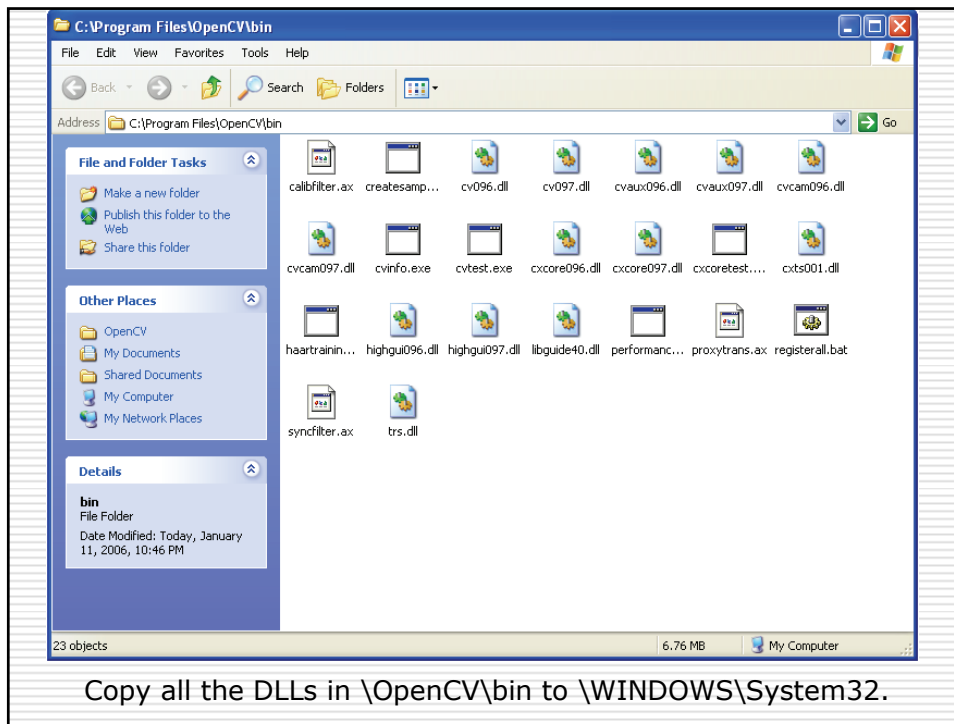 C:\Program Files\OpenCV\bin
File Edit View Favorites Tools Help
Back Search Folders
Address C:\Program Files\OpenCV\bin Go
File and Folder Tasks
Make a new folder
Publish this folder to the
Web
Share this folder
Other Places
OpenCV
My Documents
Shared Documents
My Computer
My Network Places
Details
bin
File Folder
Date Modified: Today, January
11, 2006, 10:46 PM
calibfilter.ax createsamp... cv096.dll cv097.dll cvaux096.dll cvaux097.dll cvcam096.dll
cvcam097.dll cvinfo.exe cvtest.exe cxcore096.dll cxcore097.dll cxcoretest.... cxts001.dll
haartrainin... highgui096.dll highgui097.dll libguide40.dll performanc... proxytrans.ax registerall.bat
syncfilter.ax trs.dll
23 objects 6.76 MB My Computer
Copy all the DLLs in \OpenCV\bin to \WINDOWS\System32.